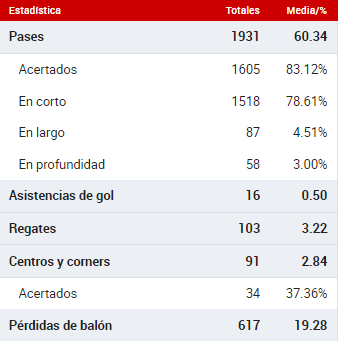 Estadística Totales Media/%
Pases 1931 60.34
Acertados 1605 83.12%
En corto 1518 78.61%
En largo 87 4.51%
En profundidad 58 3.00%
Asistencias de gol 16 0.50
Regates 103 3.22
Centros y corners 91 2.84
Acertados 34 37.36%
Pérdidas de balón 617 19.28